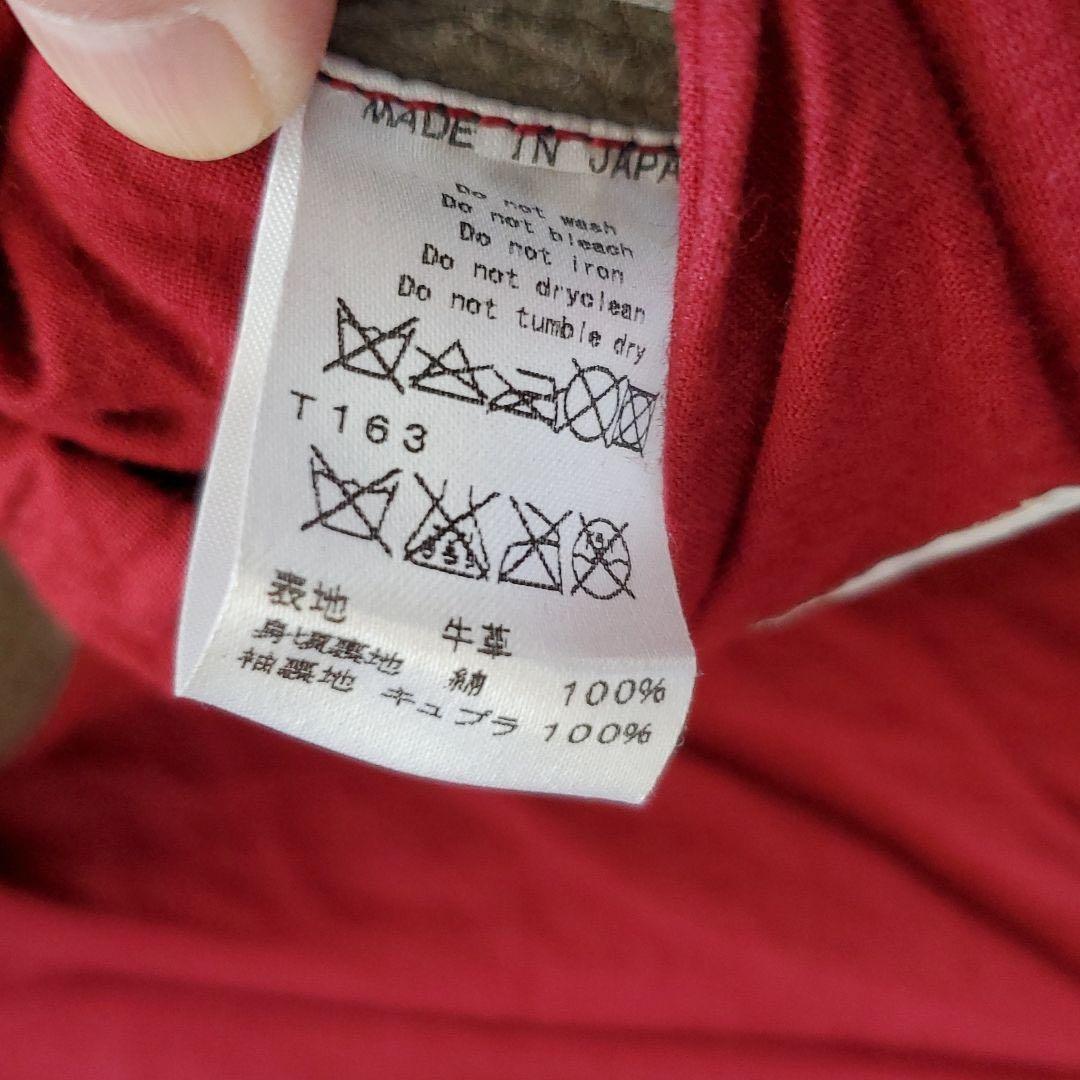 MADE IN JAPA
Do not wash
Do not bleach
Do not iron
Do not dryclean
Do not tumble dry
T163
表地 牛革
身頃裏地 綿 100%
袖裏地 キュプラ 100%